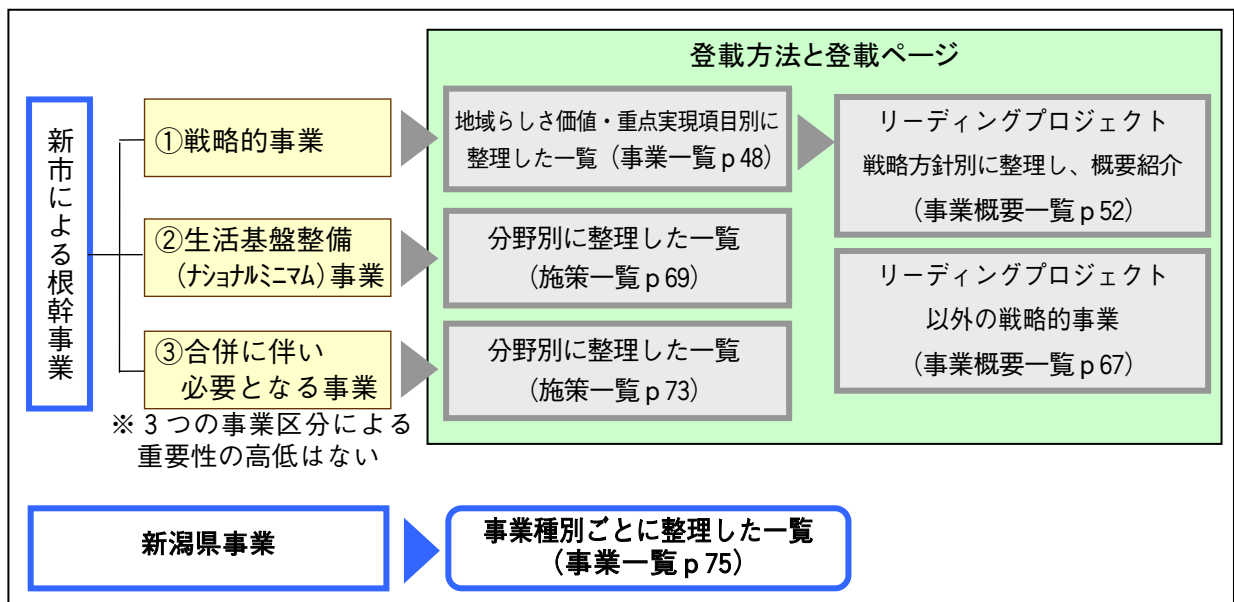 登載方法と登載ページ
新市による根幹事業
①戦略的事業
地域らしさ価値・重点実現項目別に
整理した一覧（事業一覧ｐ48）
リーディングプロジェクト
戦略方針別に整理し、概要紹介
（事業概要一覧ｐ52）
②生活基盤整備
（ﾅｼｮﾅﾙﾐﾆﾏﾑ）事業
分野別に整理した一覧
（施策一覧ｐ69）
リーディングプロジェクト
以外の戦略的事業
（事業概要一覧ｐ67）
③合併に伴い
必要となる事業
分野別に整理した一覧
（施策一覧ｐ73）
※３つの事業区分による
重要性の高低はない
新潟県事業
事業種別ごとに整理した一覧
（事業一覧ｐ75）